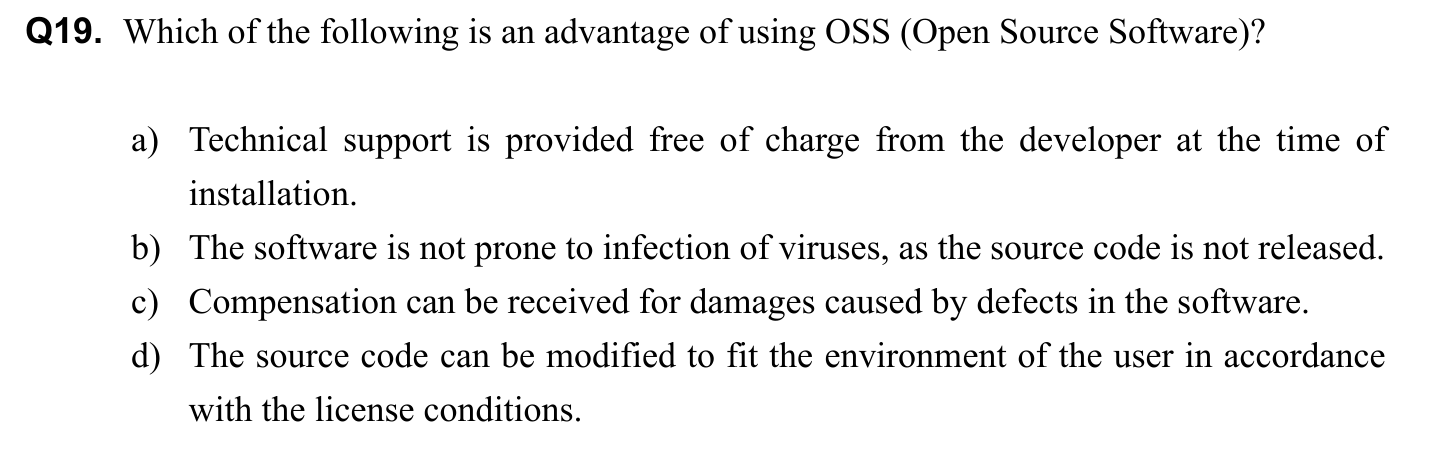 Q19. Which of the following is an advantage of using OSS (Open Source Software)?
a) Technical support is provided free of charge from the developer at the time of
installation.
b) The software is not prone to infection of viruses, as the source code is not released.
c) Compensation can be received for damages caused by defects in the software.
d) The source code can be modified to fit the environment of the user in accordance
with the license conditions.